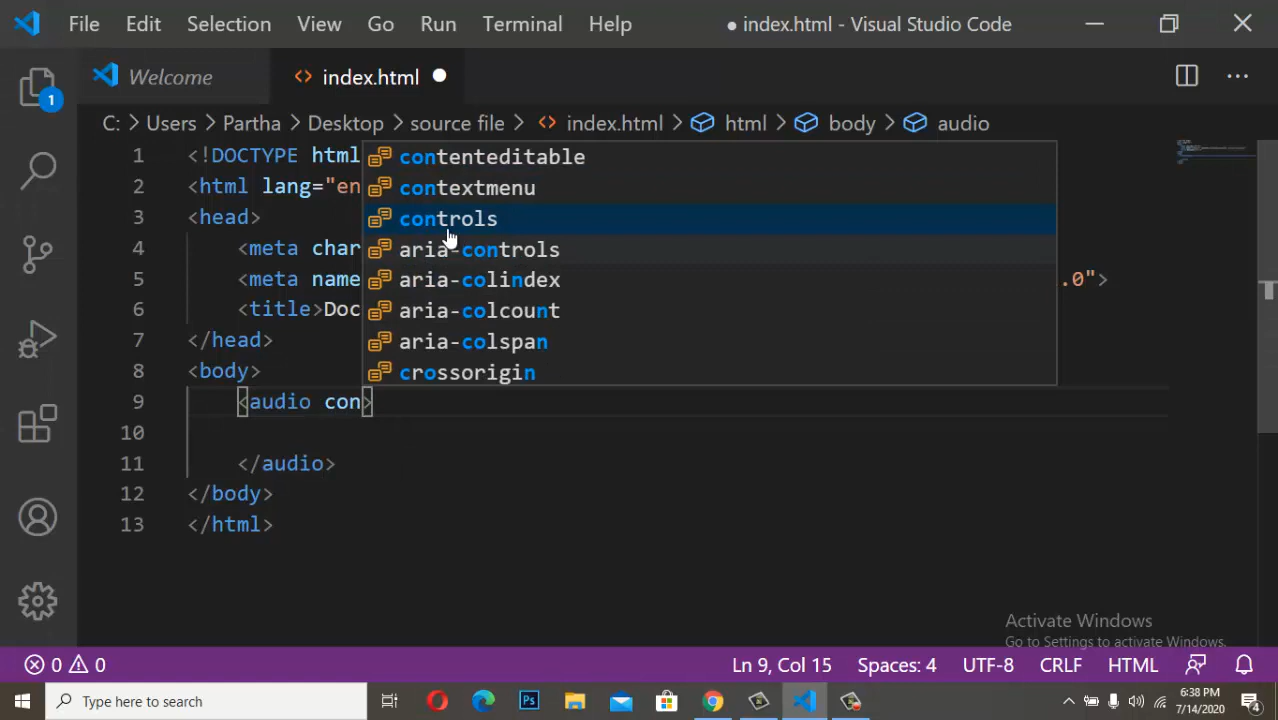 File Edit Selection View Go Run Terminal Help ● index.html - Visual Studio Code
Welcome <> index.html ●
C: > Users > Partha > Desktop > source file > <> index.html > html > body > audio
1 <!DOCTYPE html
2 <html lang="en
3 <head>
4 <meta char
5 <meta name .0">
6 <title>Doc
7 </head>
8 <body>
9 <audio con>
10
11 </audio>
12 </body>
13 </html>
contenteditable
contextmenu
controls
aria-controls
aria-colindex
aria-colcount
aria-colspan
crossorigin
1
Activate Windows
Go to Settings to activate Windows.
0 0 Ln 9, Col 15 Spaces: 4 UTF-8 CRLF HTML
Type here to search
Ps
6:38 PM
7/14/2020
4